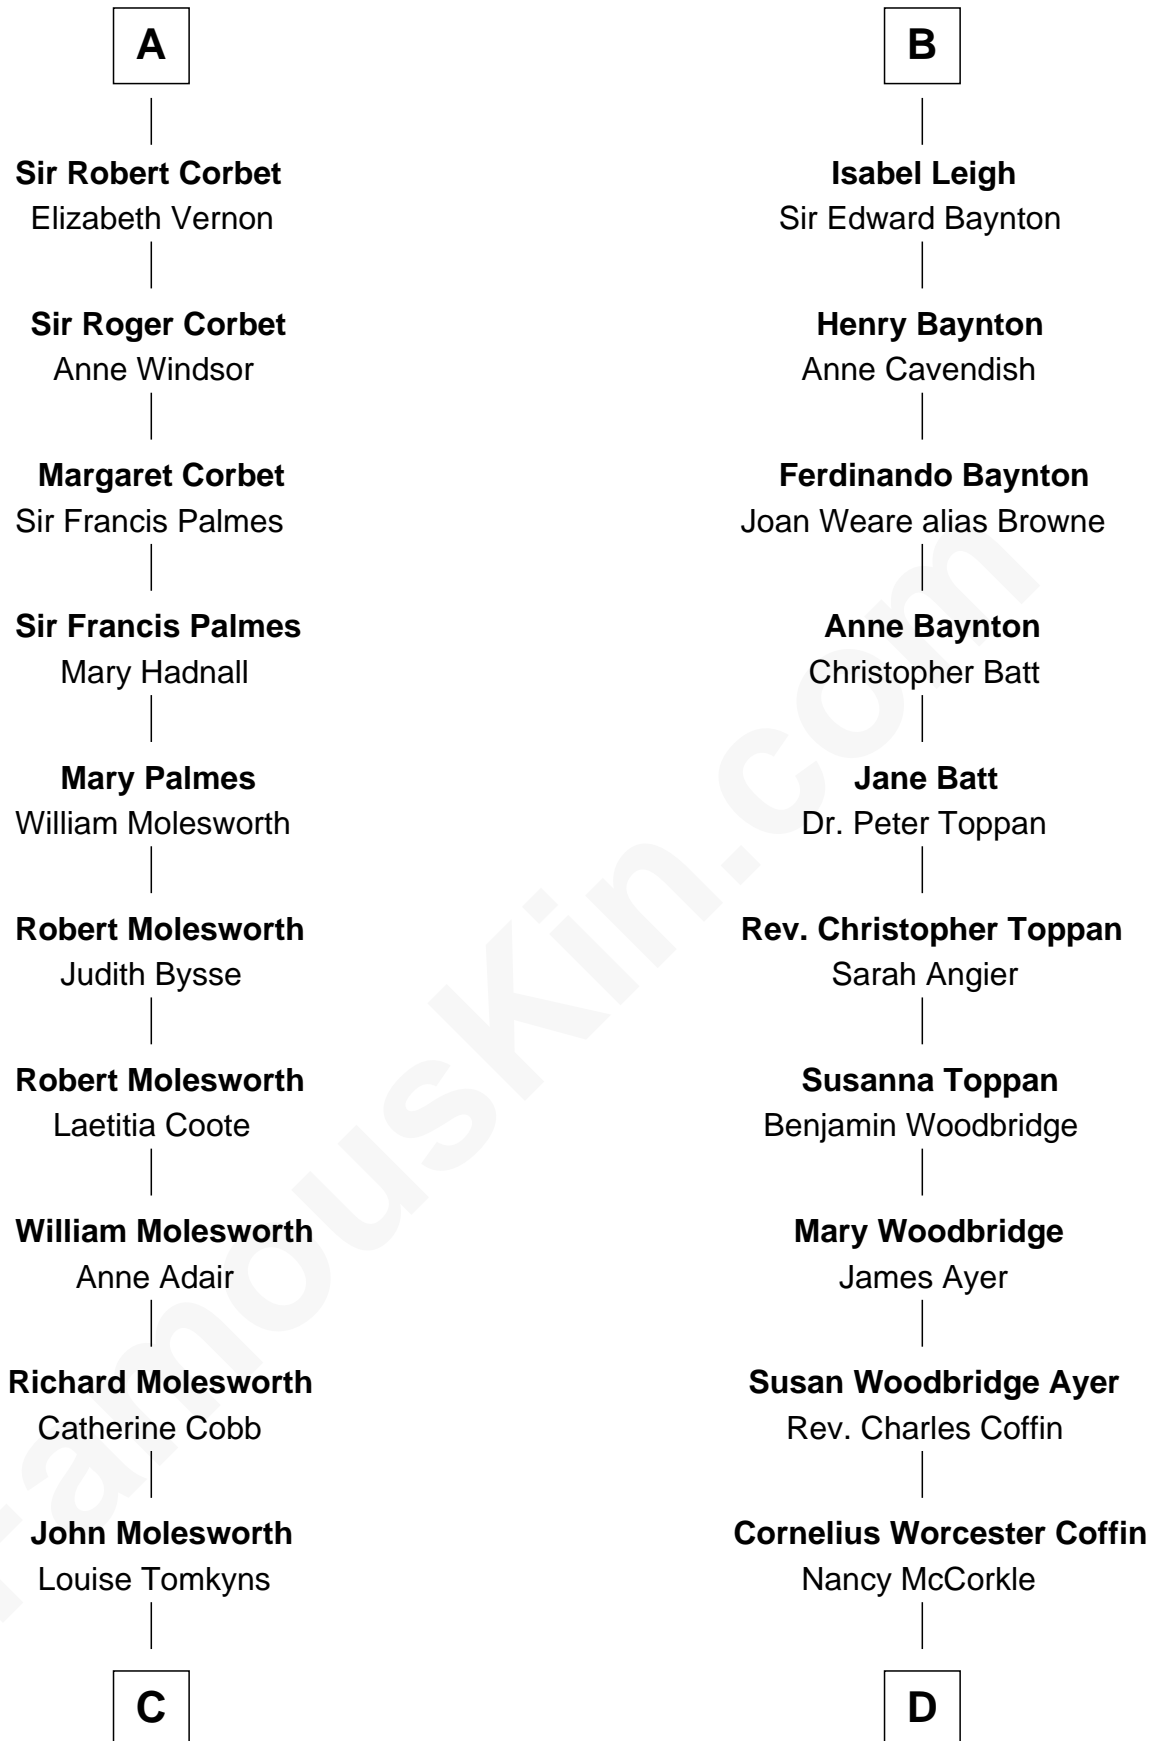 A
Sir Robert Corbet
Elizabeth Vernon
Sir Roger Corbet
Anne Windsor
Margaret Corbet
Sir Francis Palmes
Sir Francis Palmes
Mary Hadnall
Mary Palmes
William Molesworth
Robert Molesworth
Judith Bysse
Robert Molesworth
Laetitia Coote
William Molesworth
Anne Adair
Richard Molesworth
Catherine Cobb
John Molesworth
Louise Tomkyns
C
B
Isabel Leigh
Sir Edward Baynton
Henry Baynton
Anne Cavendish
Ferdinando Baynton
Joan Weare alias Browne
Anne Baynton
Christopher Batt
Jane Batt
Dr. Peter Toppan
Rev. Christopher Toppan
Sarah Angier
Susanna Toppan
Benjamin Woodbridge
Mary Woodbridge
James Ayer
Susan Woodbridge Ayer
Rev. Charles Coffin
Cornelius Worcester Coffin
Nancy McCorkle
D
FamousKin.com